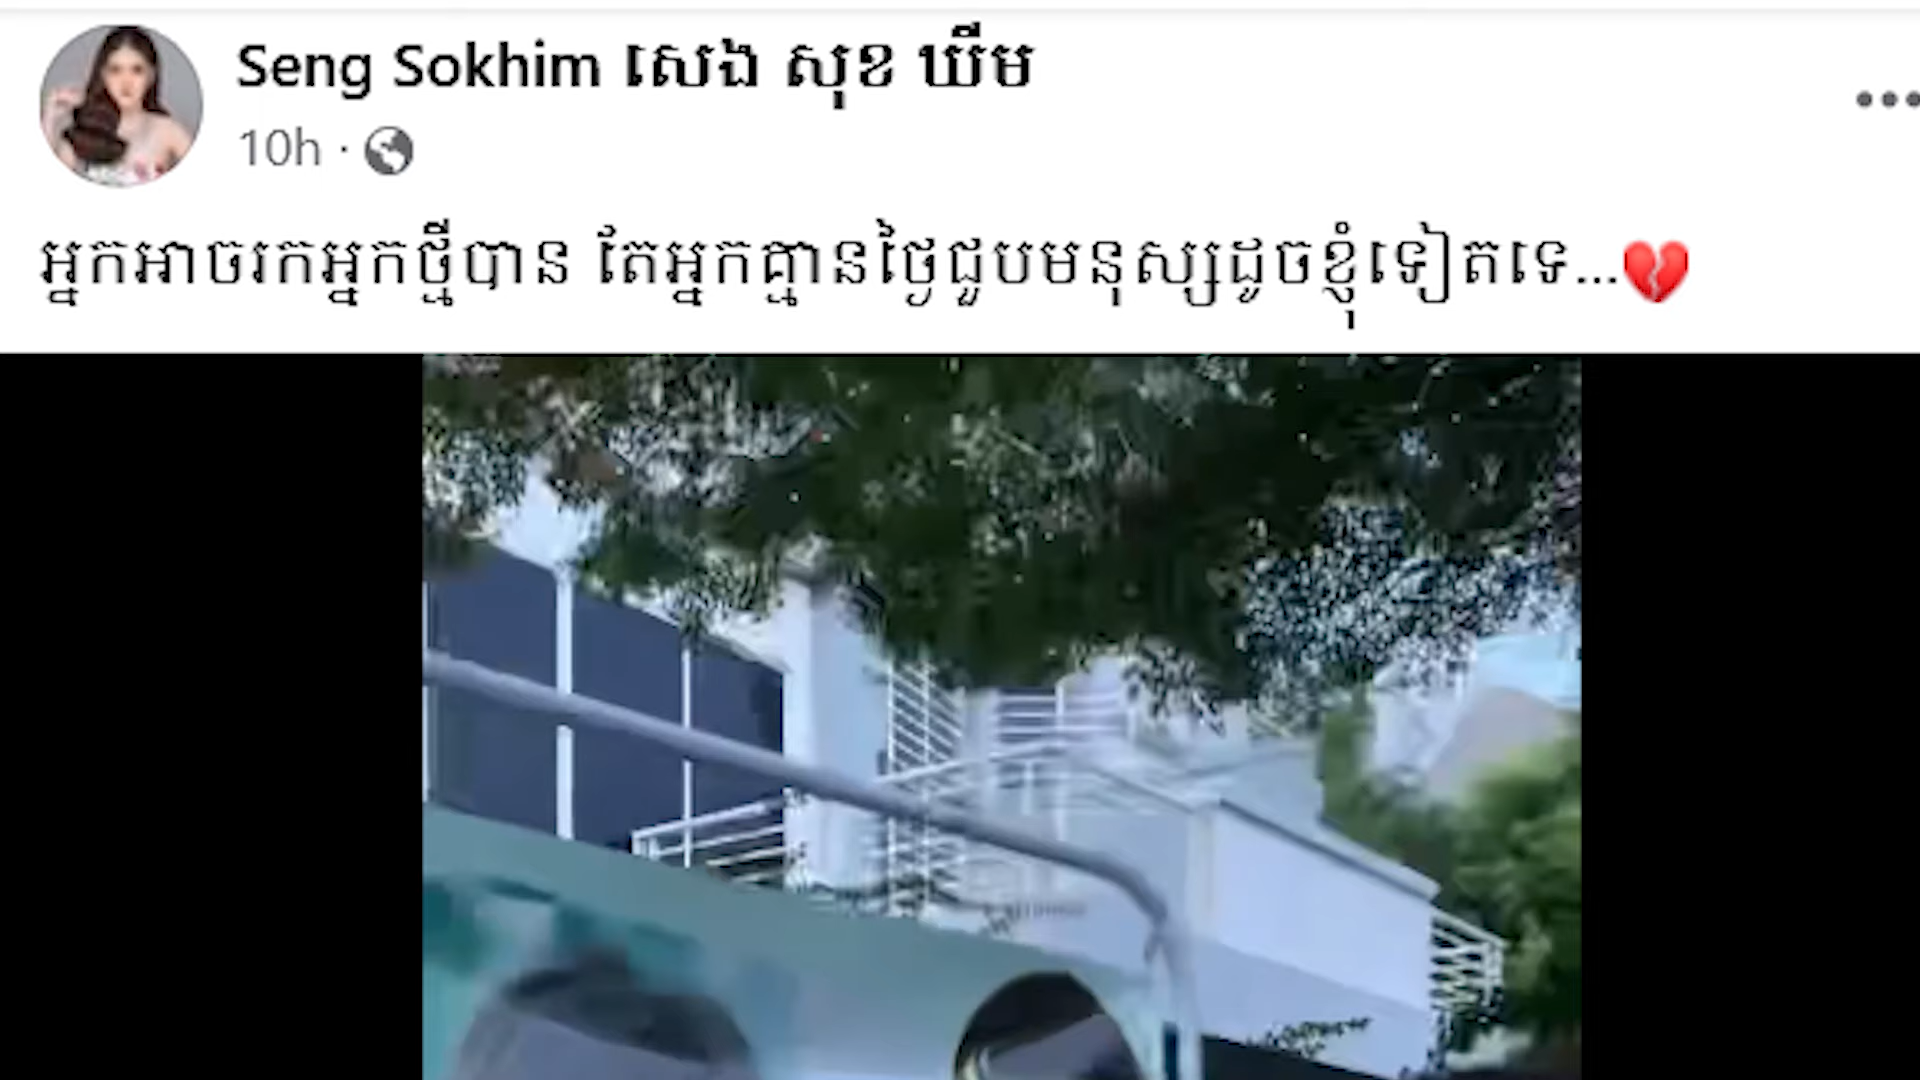 Seng Sokhim សេង សុខ ឃីម
10h ·
អ្នកអាចរកអ្នកថ្មីបាន តែអ្នកគ្មានថ្ងៃជួបមនុស្សដូចខ្ញុំទៀតទេ...💔